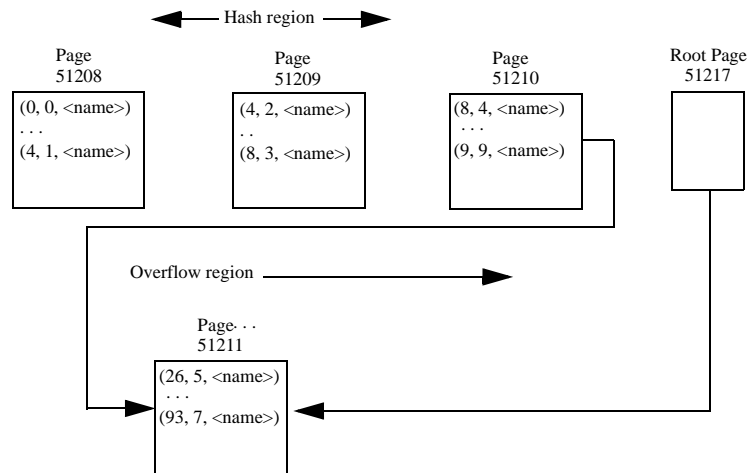 Hash region
Page
51208
Page
51209
Page
51210
Root Page
51217
(0, 0, <name>)
. . .
(4, 1, <name>)
(4, 2, <name>)
. .
(8, 3, <name>)
(8, 4, <name>)
. . .
(9, 9, <name>)
Overflow region
Page. . .
51211
(26, 5, <name>)
. . .
(93, 7, <name>)